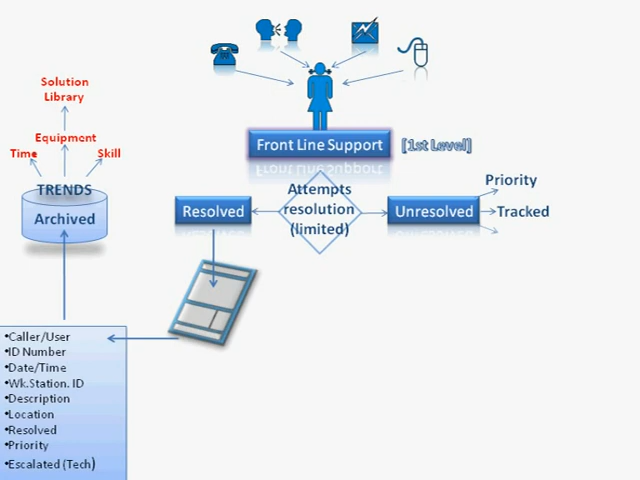 Solution
Library
Equipment
Time
Skill
TRENDS
Archived
Front Line Support
[1st Level]
Attempts
resolution
(limited)
Resolved
Unresolved
Priority
Tracked
•Caller/User
•ID Number
•Date/Time
•Wk.Station. ID
•Description
•Location
•Resolved
•Priority
•Escalated (Tech)